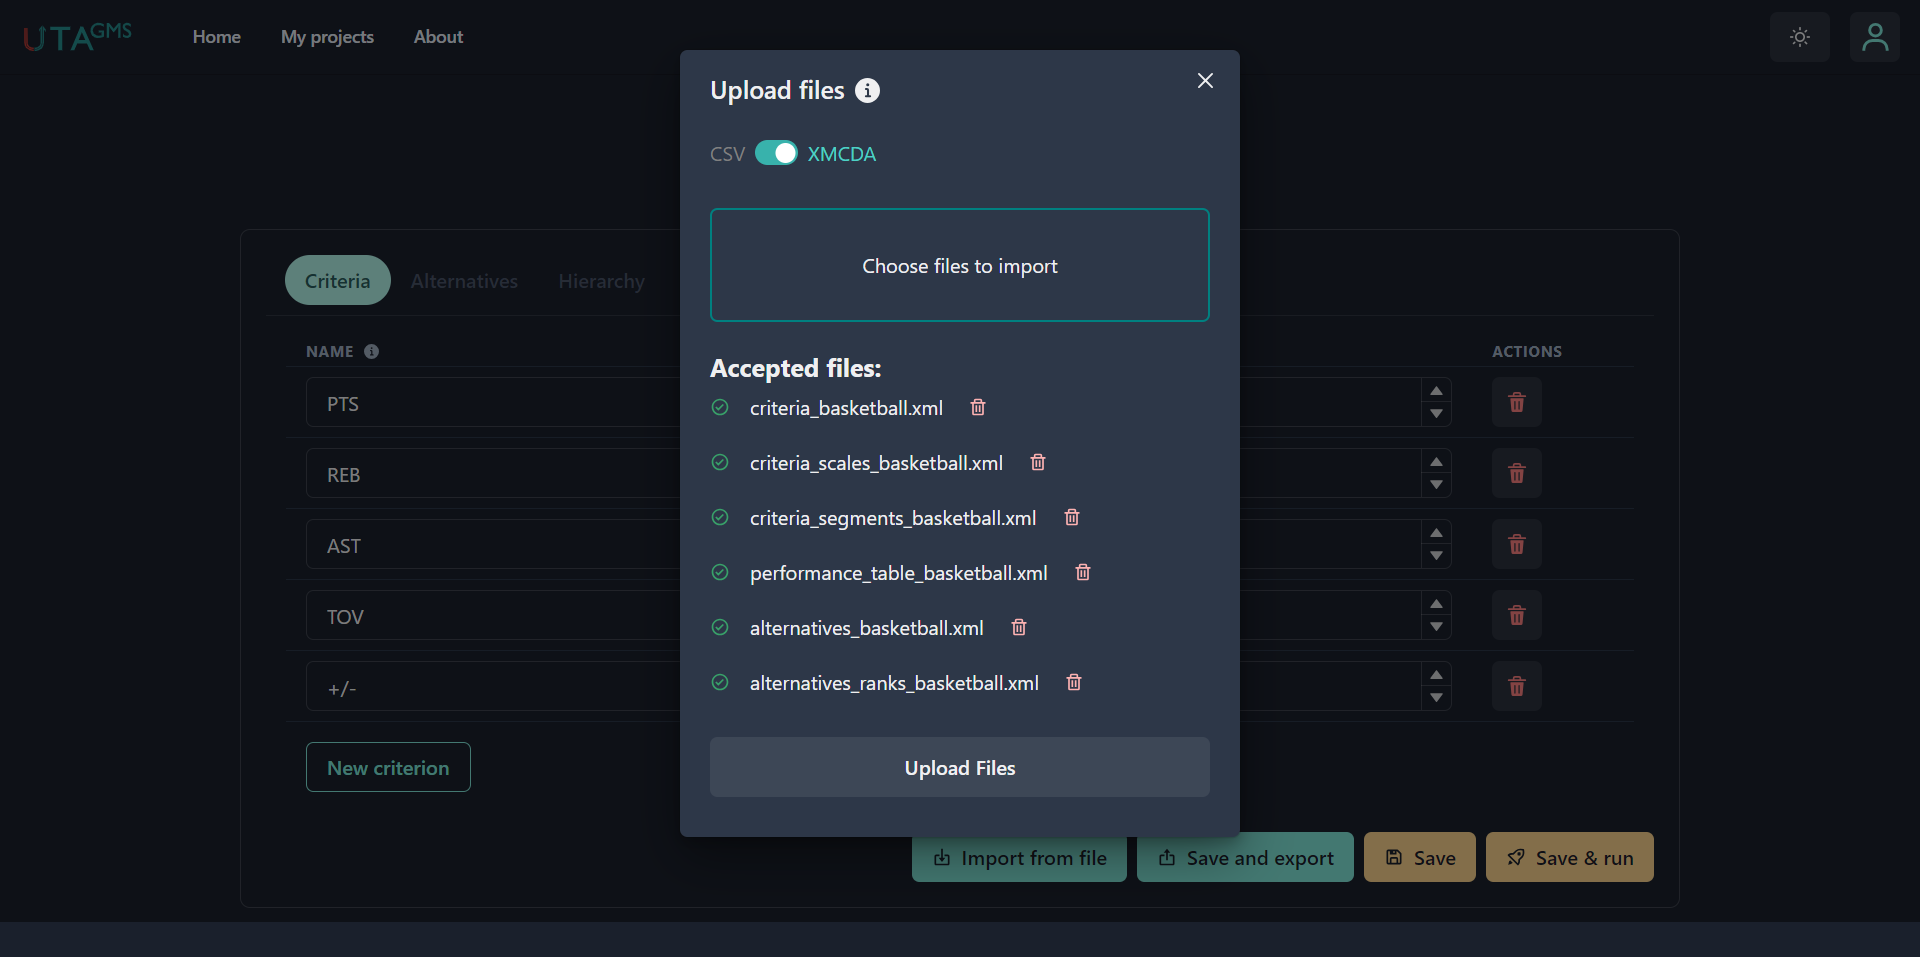 UTAGMS
Home
My projects
About
Upload files
CSV
XMCDA
Choose files to import
Criteria
Alternatives
Hierarchy
NAME
ACTIONS
Accepted files:
criteria_basketball.xml
criteria_scales_basketball.xml
criteria_segments_basketball.xml
performance_table_basketball.xml
alternatives_basketball.xml
alternatives_ranks_basketball.xml
Upload Files
PTS
REB
AST
TOV
+/-
New criterion
Import from file
Save and export
Save
Save & run